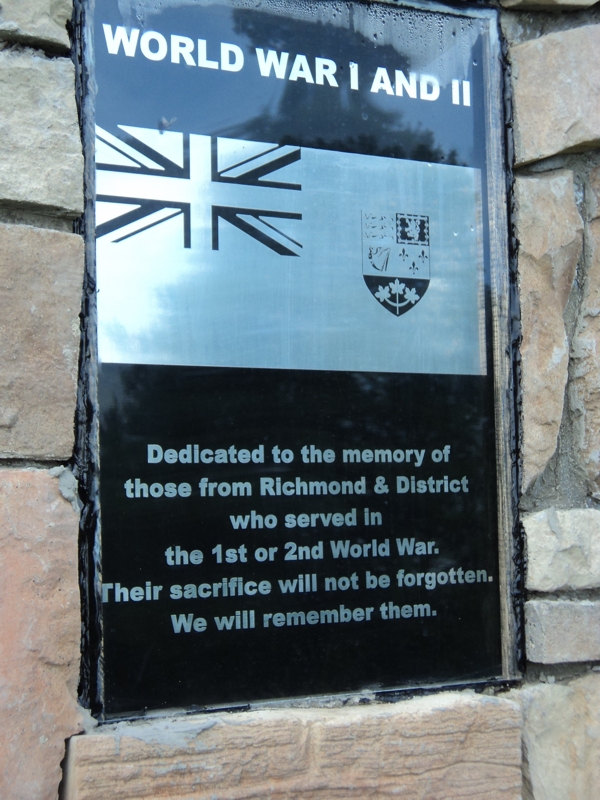 WORLD WAR I AND II
Dedicated to the memory of
those from Richmond & District
who served in
the 1st or 2nd World War.
Their sacrifice will not be forgotten.
We will remember them.